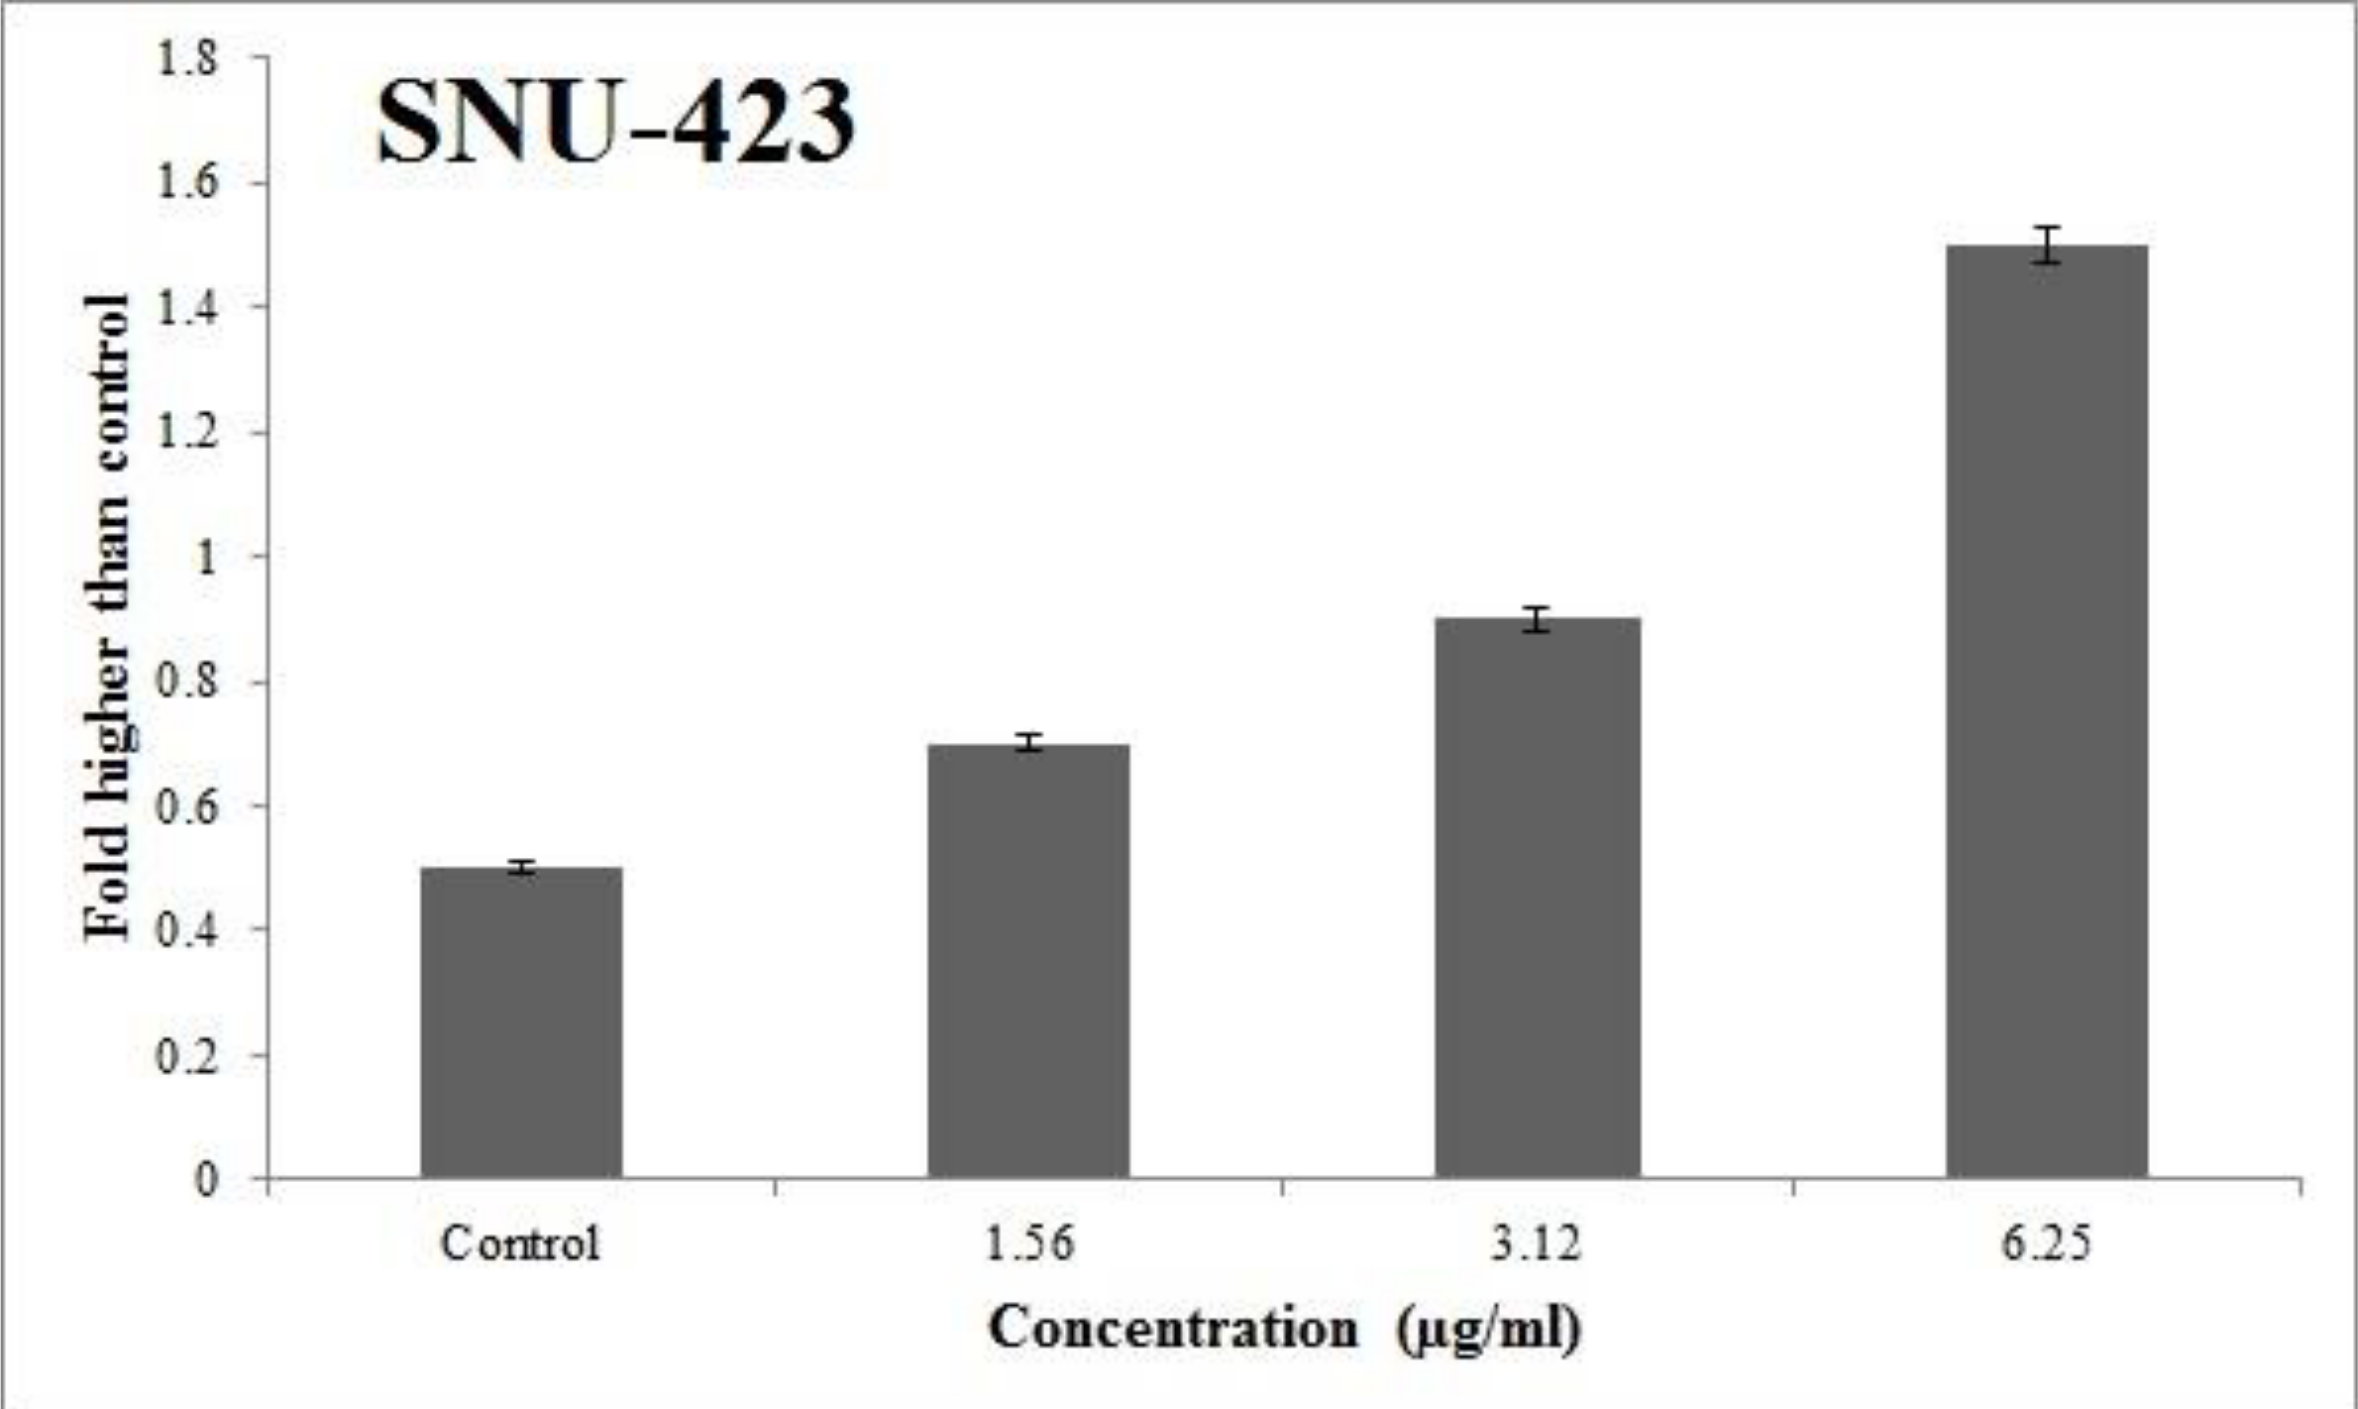 SNU-423
Fold higher than control
1.8
1.6
1.4
1.2
1
0.8
0.6
0.4
0.2
0
Control 1.56 3.12 6.25
Concentration (µg/ml)